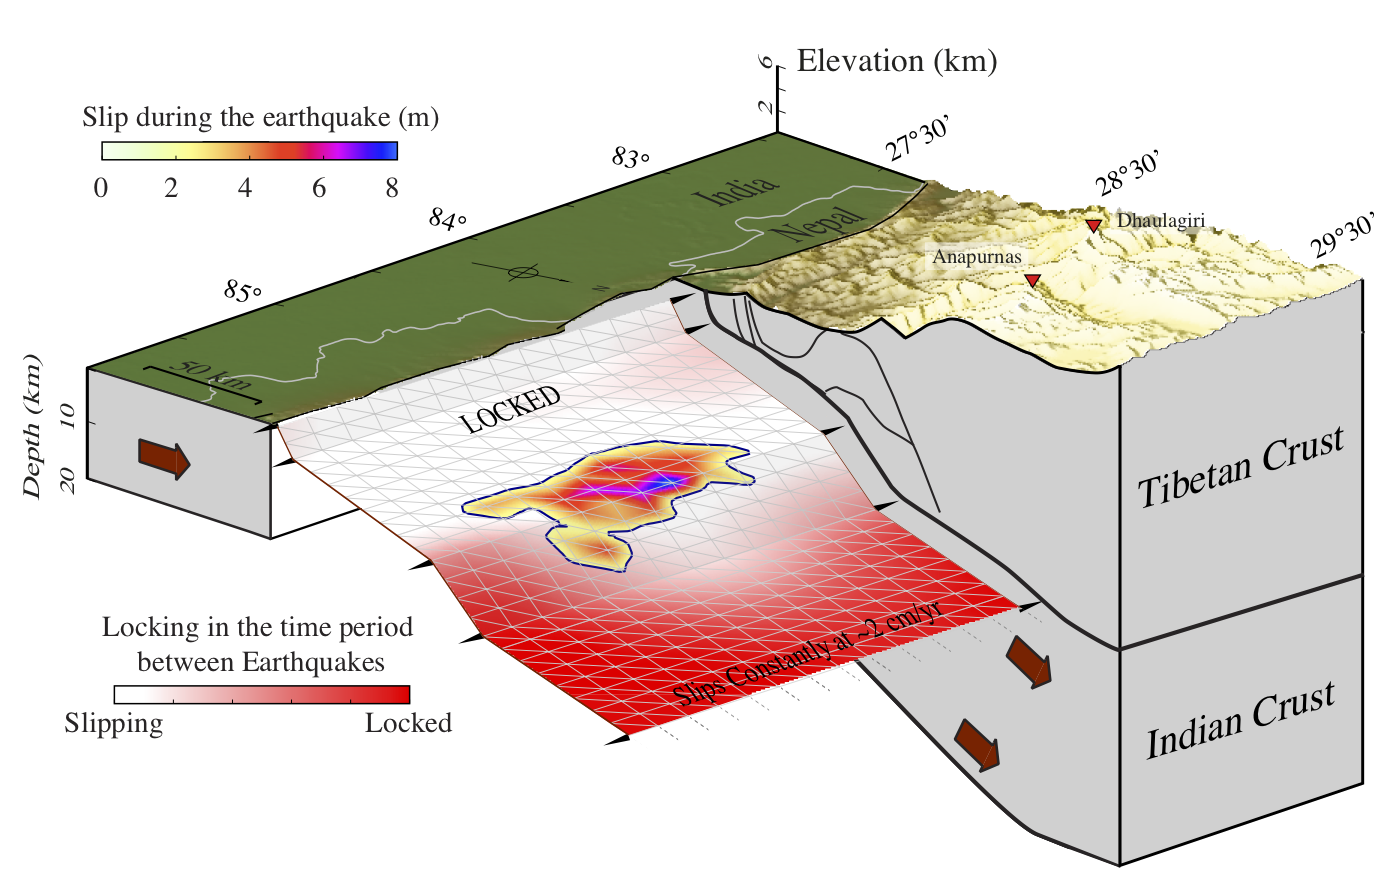 Elevation (km)
6
2
Slip during the earthquake (m)
0 2 4 6 8
83°
84°
85°
27°30’
28°30’
29°30’
India
Nepal
Dhaulagiri
Anapurnas
N
50 km
Depth (km)
10
20
LOCKED
Tibetan Crust
Slips Constantly at ~2 cm/yr
Indian Crust
Locking in the time period
between Earthquakes
Slipping Locked